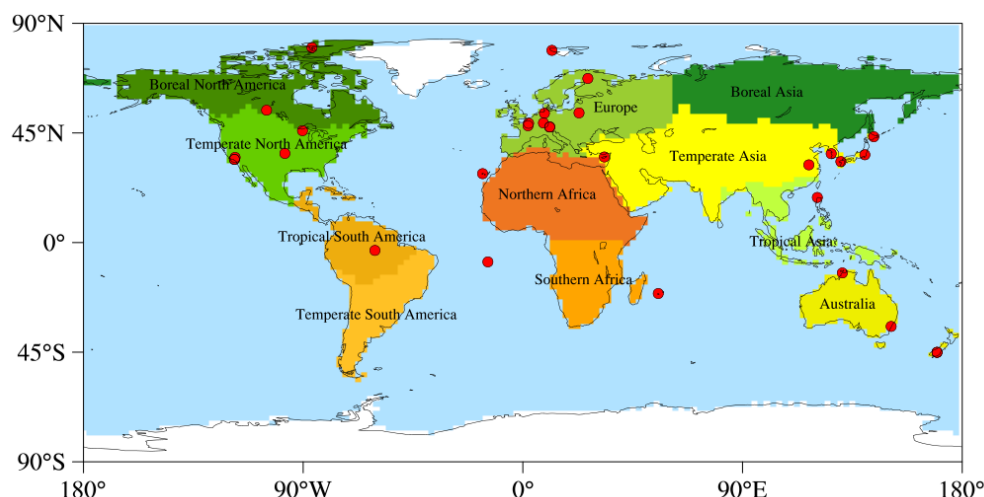 90°N
Boreal North America
Boreal Asia
Europe
45°N
Temperate North America
Temperate Asia
Northern Africa
0°
Tropical South America
Tropical Asia
Southern Africa
Temperate South America
Australia
45°S
90°S
180°
90°W
0°
90°E
180°